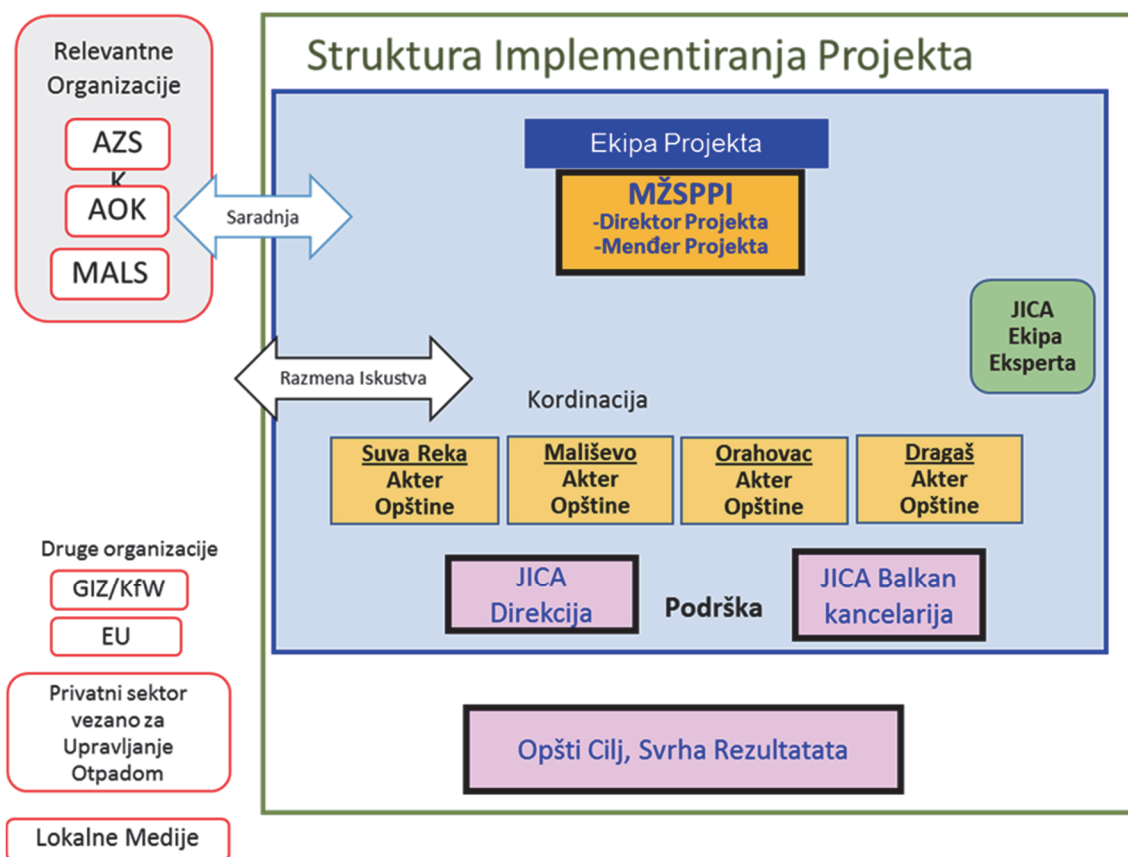 Relevantne
Organizacije
AZS
K
AOK
MALS
Saradnja
Struktura Implementiranja Projekta
Ekipa Projekta
MŽSPPI
-Direktor Projekta
-Menđer Projekta
JICA
Ekipa
Eksperta
Razmena Iskustva
Kordinacija
Suva Reka
Akter
Opštine
Mališevo
Akter
Opštine
Orahovac
Akter
Opštine
Dragaš
Akter
Opštine
JICA
Direkcija
Podrška
JICA Balkan
kancelarija
Opšti Cilj, Svrha Rezultatata
Druge organizacije
GIZ/KfW
EU
Privatni sektor
vezano za
Upravljanje
Otpadom
Lokalne Medije